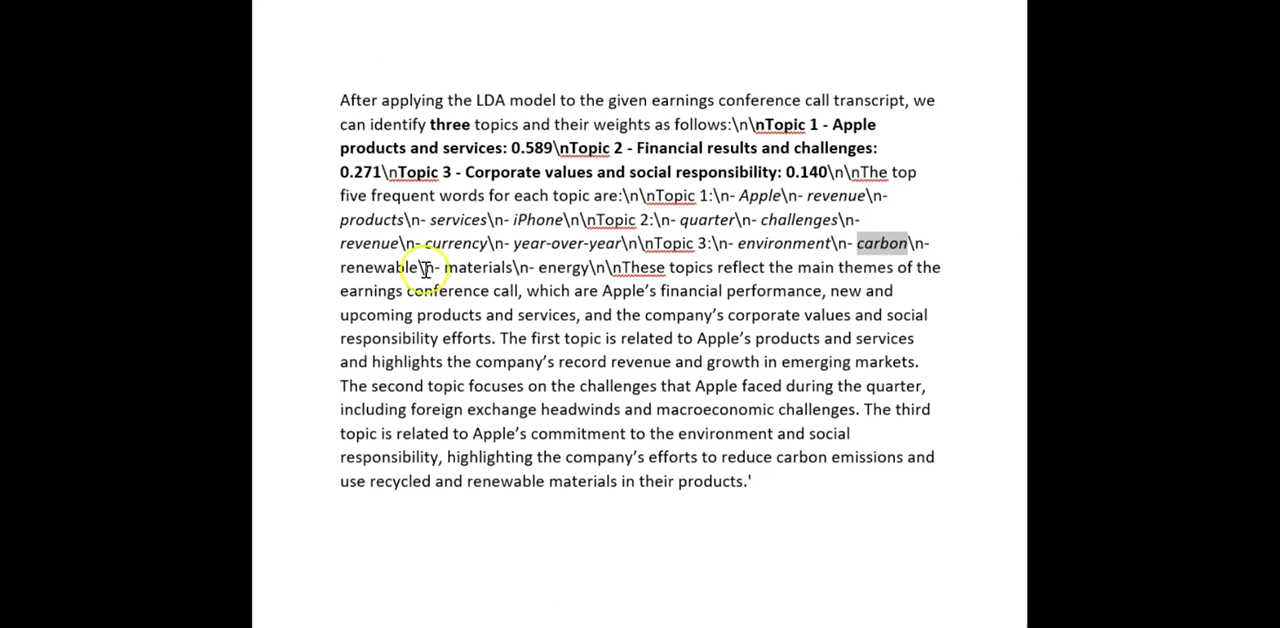 After applying the LDA model to the given earnings conference call transcript, we
can identify three topics and their weights as follows:\n\nTopic 1 - Apple
products and services: 0.589\nTopic 2 - Financial results and challenges:
0.271\nTopic 3 - Corporate values and social responsibility: 0.140\n\nThe top
five frequent words for each topic are:\n\nTopic 1:\n- Apple\n- revenue\n-
products\n- services\n- iPhone\n\nTopic 2:\n- quarter\n- challenges\n-
revenue\n- currency\n- year-over-year\n\nTopic 3:\n- environment\n- carbon\n-
renewable\n- materials\n- energy\n\nThese topics reflect the main themes of the
earnings conference call, which are Apple’s financial performance, new and
upcoming products and services, and the company’s corporate values and social
responsibility efforts. The first topic is related to Apple’s products and services
and highlights the company’s record revenue and growth in emerging markets.
The second topic focuses on the challenges that Apple faced during the quarter,
including foreign exchange headwinds and macroeconomic challenges. The third
topic is related to Apple’s commitment to the environment and social
responsibility, highlighting the company’s efforts to reduce carbon emissions and
use recycled and renewable materials in their products.'